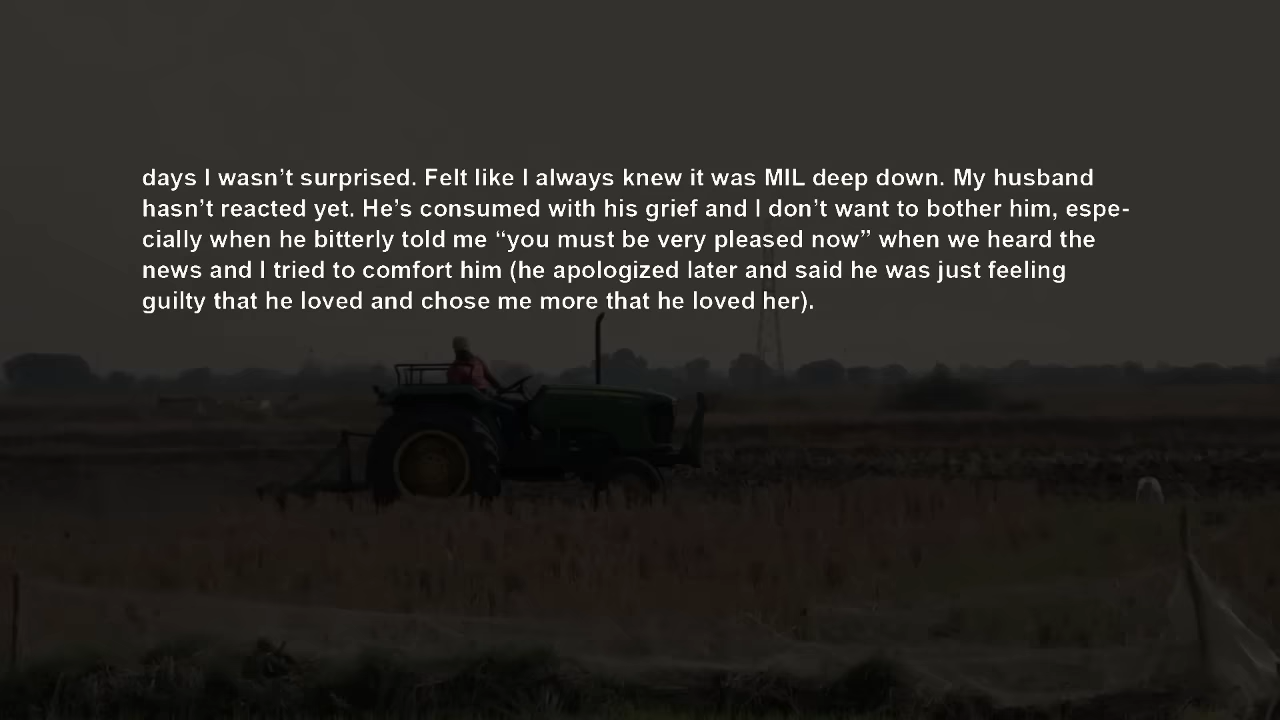 days I wasn’t surprised. Felt like I always knew it was MIL deep down. My husband
hasn’t reacted yet. He’s consumed with his grief and I don’t want to bother him, espe-
cially when he bitterly told me “you must be very pleased now” when we heard the
news and I tried to comfort him (he apologized later and said he was just feeling
guilty that he loved and chose me more that he loved her).